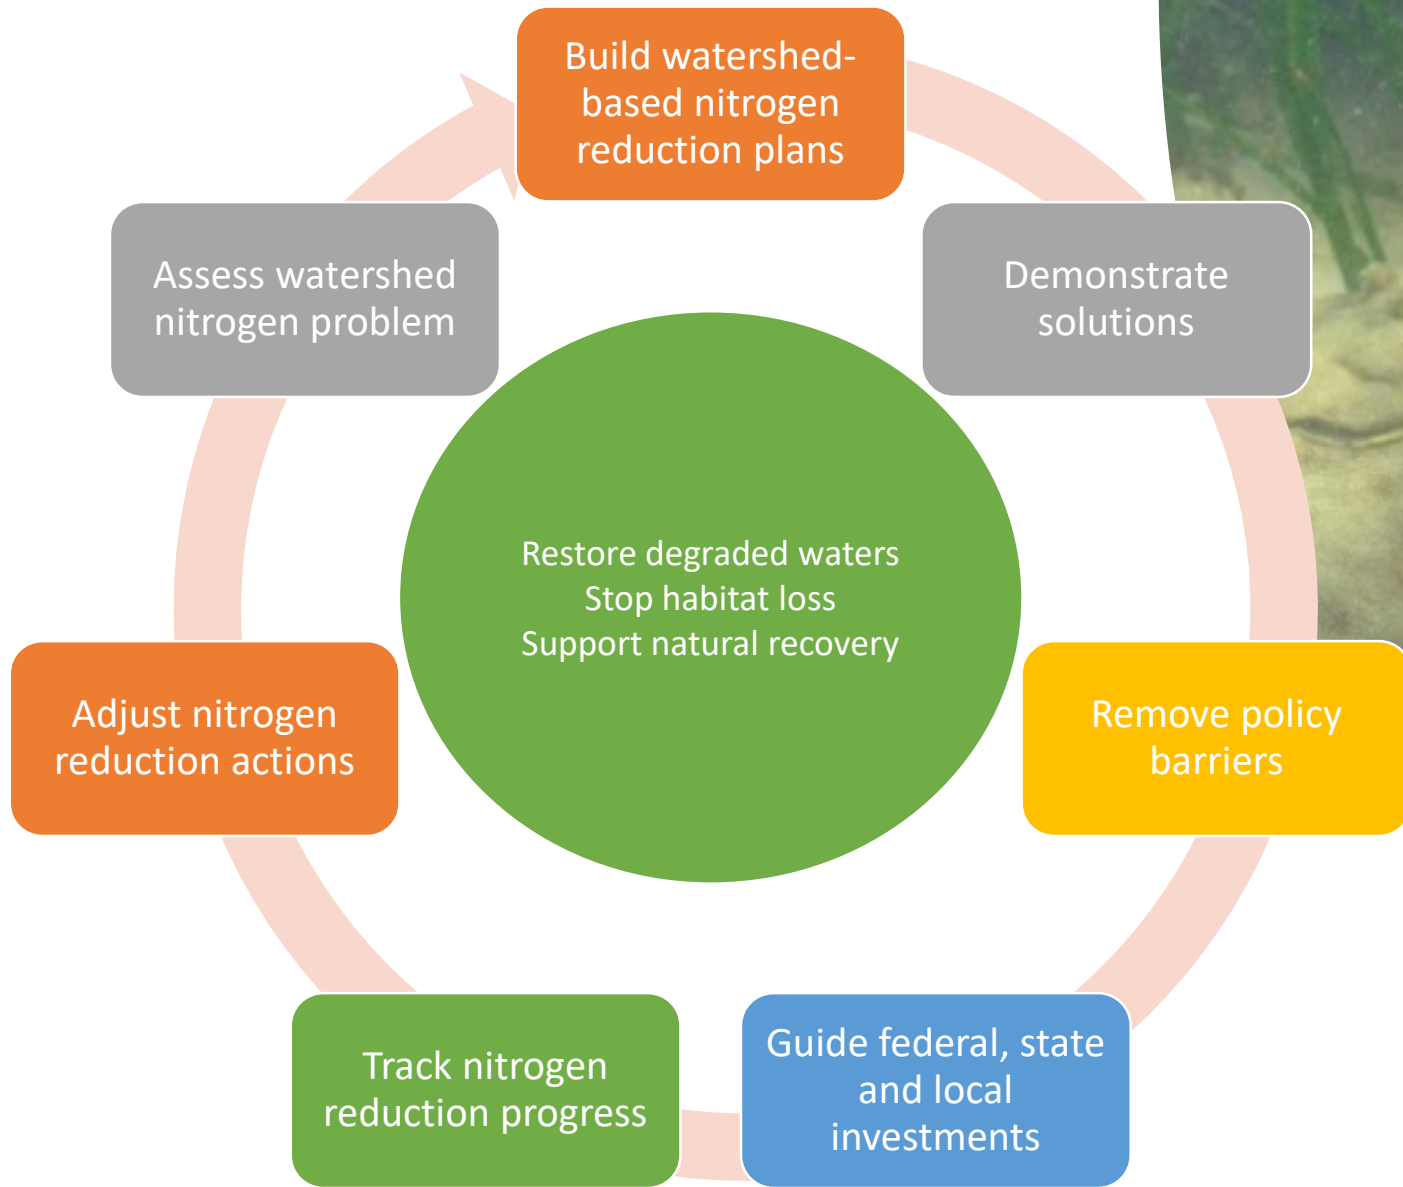 Build watershed-
based nitrogen
reduction plans
Demonstrate
solutions
Remove policy
barriers
Guide federal, state
and local
investments
Track nitrogen
reduction progress
Adjust nitrogen
reduction actions
Assess watershed
nitrogen problem
Restore degraded waters
Stop habitat loss
Support natural recovery